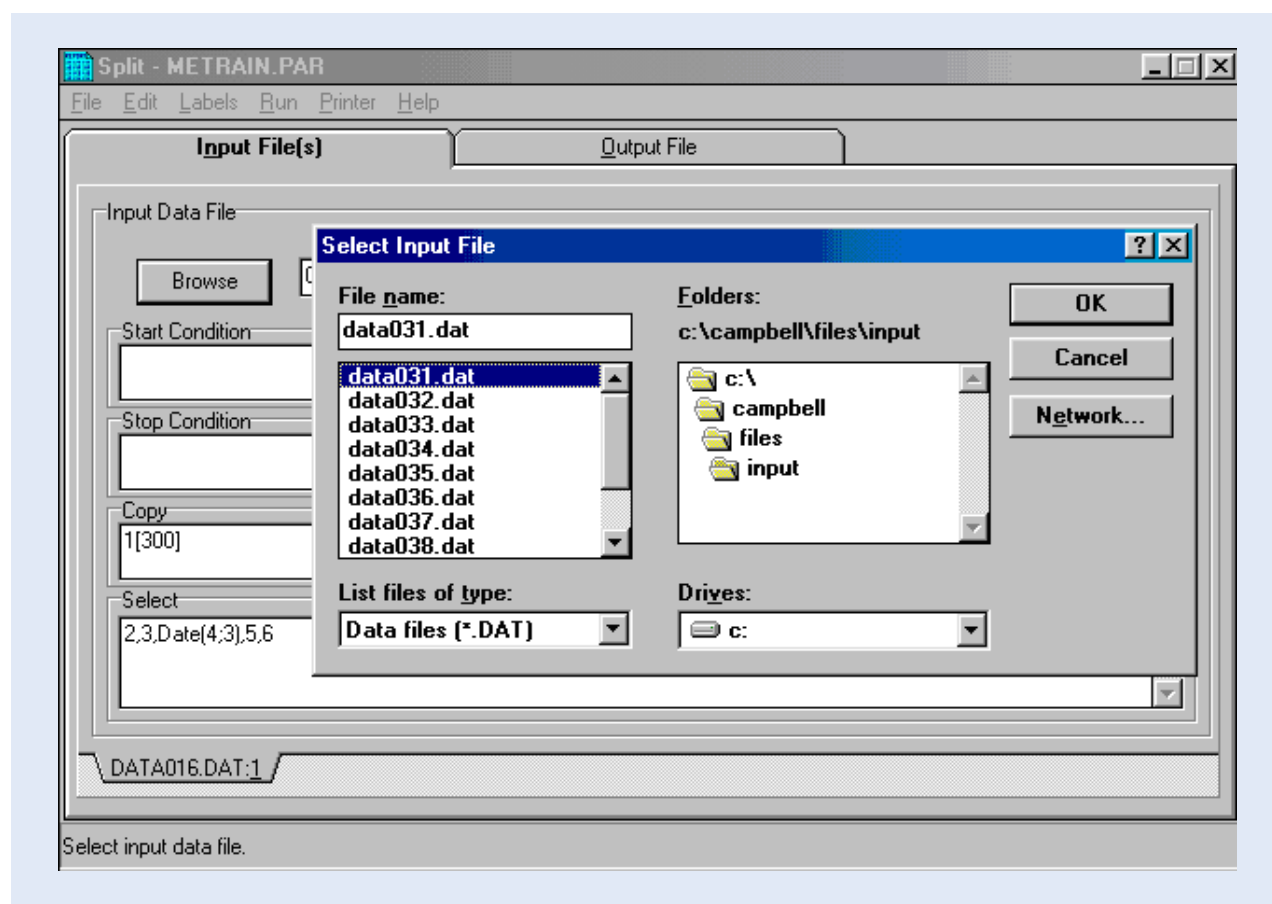 Split - METRAIN.PAR
File Edit Labels Run Printer Help
Input File(s)
Output File
Input Data File
Browse
Start Condition
Stop Condition
Copy
1[300]
Select
2,3,Date(4;3),5,6
Select Input File
File name:
data031.dat
data031.dat
data032.dat
data033.dat
data034.dat
data035.dat
data036.dat
data037.dat
data038.dat
List files of type:
Data files (*.DAT)
Folders:
c:\campbell\files\input
c:\
campbell
files
input
Drives:
c:
OK
Cancel
Network...
DATA016.DAT:1
Select input data file.